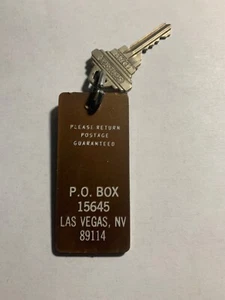 PLEASE RETURN
POSTAGE
GUARANTEED
P.O. BOX
15645
LAS VEGAS, NV
89114